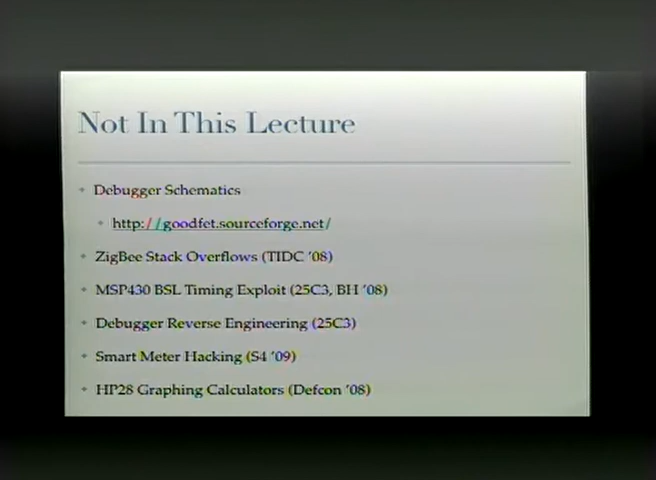 Not In This Lecture
Debugger Schematics
http://goodfet.sourceforge.net/
ZigBee Stack Overflows (TIDC '08)
MSP430 BSL Timing Exploit (25C3, BH '08)
Debugger Reverse Engineering (25C3)
Smart Meter Hacking (S4 '09)
HP28 Graphing Calculators (Defcon '08)